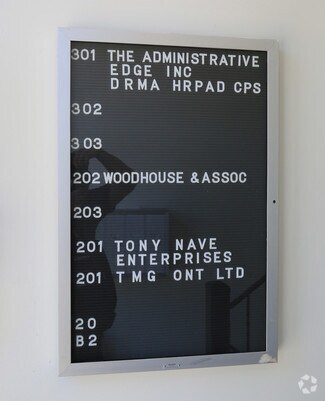 301 THE ADMINISTRATIVE
EDGE INC
DRMA HRPAD CPS
302
303
202 WOODHOUSE & ASSOC
203
201 TONY NAVE
ENTERPRISES
201 TMG ONT LTD
20
B2